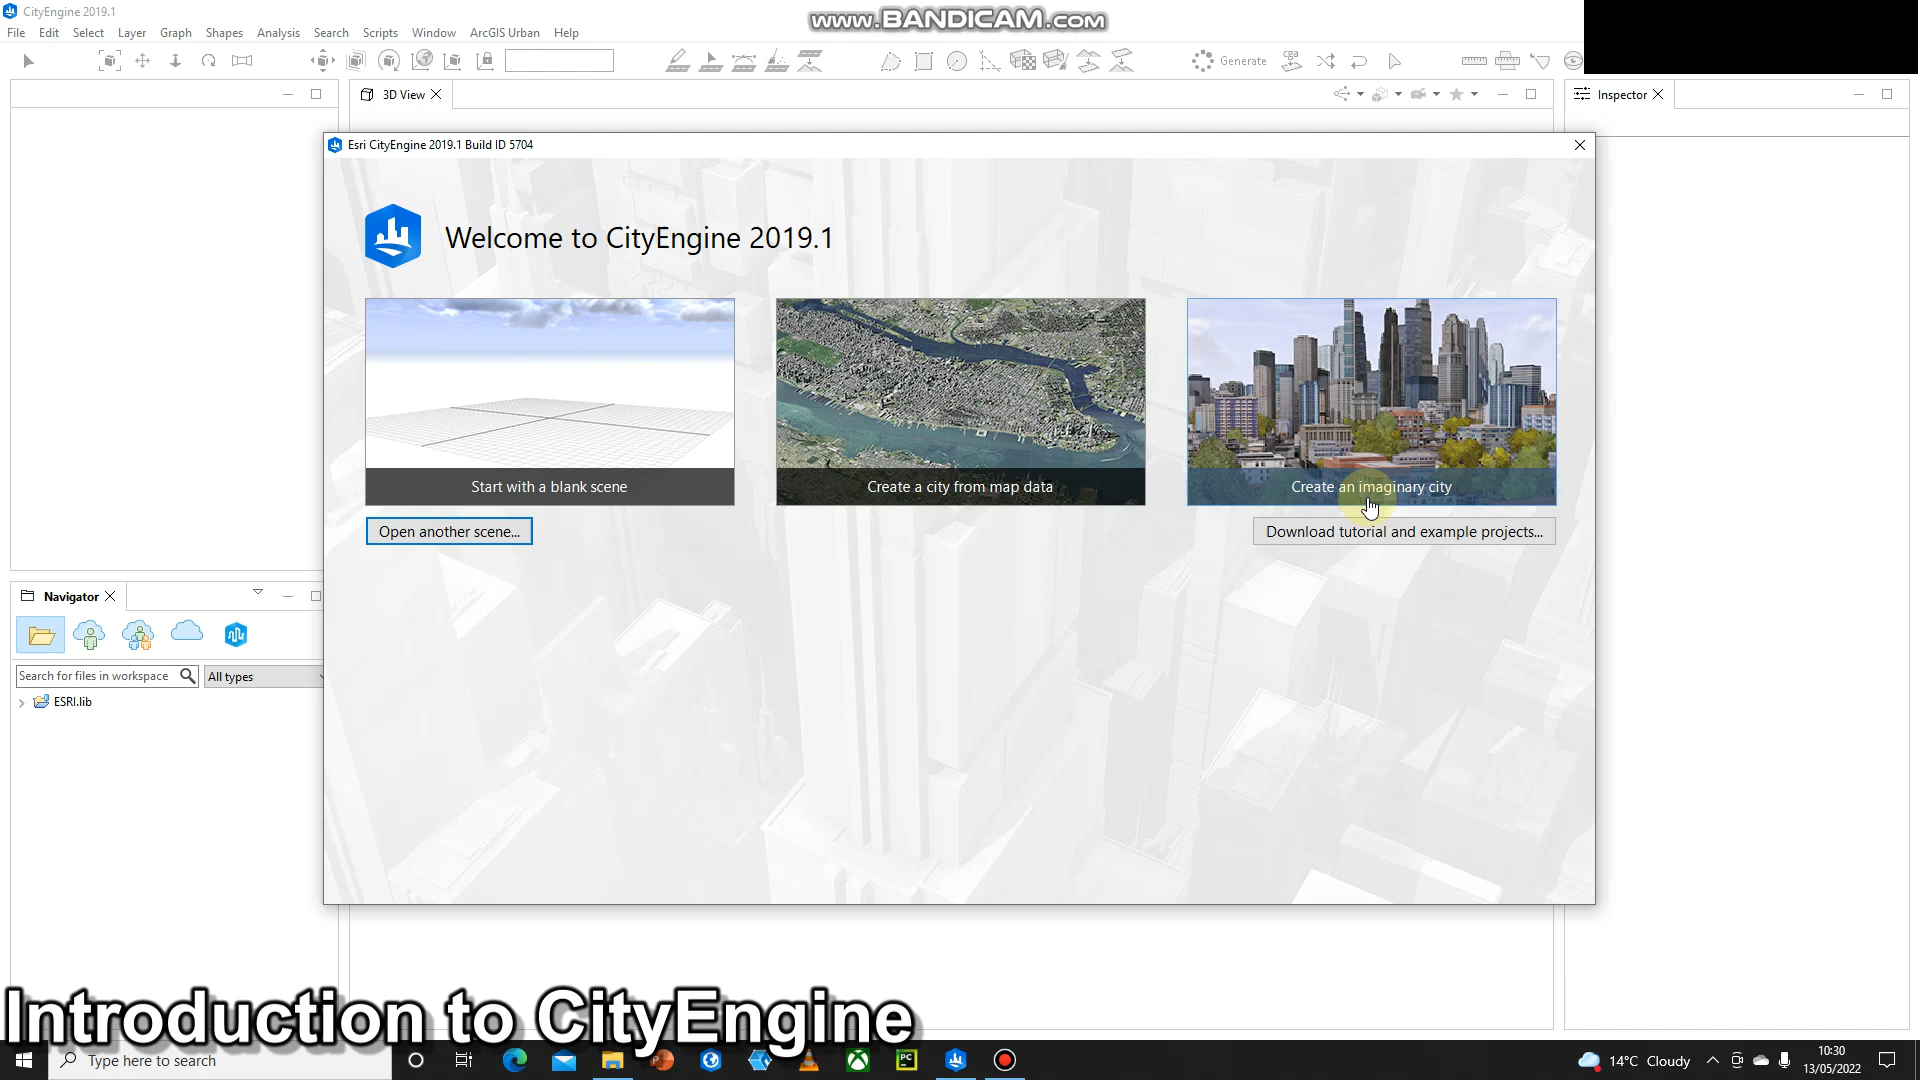 CityEngine 2019.1
www.BANDICAM.com
File Edit Select Layer Graph Shapes Analysis Search Scripts Window ArcGIS Urban Help
Generate
cga
3D View
Inspector
Esri CityEngine 2019.1 Build ID 5704
Welcome to CityEngine 2019.1
Start with a blank scene
Create a city from map data
Create an imaginary city
Open another scene...
Download tutorial and example projects...
Navigator
Search for files in workspace
All types
ESRI.lib
Introduction to CityEngine
Type here to search
14°C Cloudy
10:30
13/05/2022